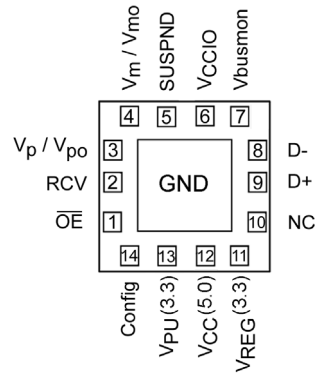 Vm / Vmo
SUSPND
VCCIO
Vbusmon
4
5
6
7
Vp / Vpo
3
8
D-
RCV
2
GND
9
D+
OE
1
10
NC
14
13
12
11
Config
VPU(3.3)
VCC(5.0)
VREG(3.3)